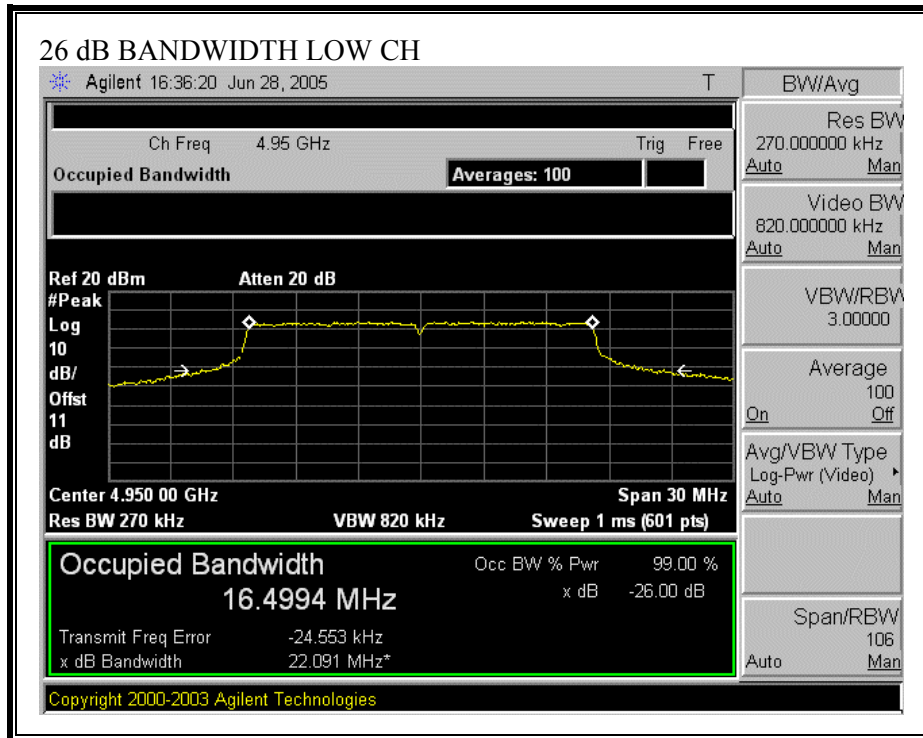 26 dB BANDWIDTH LOW CH
Agilent 16:36:20 Jun 28, 2005 T
BW/Avg
Ch Freq 4.95 GHz Trig Free
Occupied Bandwidth Averages: 100
Res BW
270.000000 kHz
Auto Man
Video BW
820.000000 kHz
Auto Man
VBW/RBW
3.00000
Average
100
On Off
Avg/VBW Type
Log-Pwr (Video)
Auto Man
Span/RBW
106
Auto Man
Ref 20 dBm Atten 20 dB
#Peak
Log
10
dB/
Offst
11
dB
Center 4.950 00 GHz Span 30 MHz
Res BW 270 kHz VBW 820 kHz Sweep 1 ms (601 pts)
Occupied Bandwidth
16.4994 MHz
Occ BW % Pwr 99.00 %
x dB -26.00 dB
Transmit Freq Error -24.553 kHz
x dB Bandwidth 22.091 MHz*
Copyright 2000-2003 Agilent Technologies